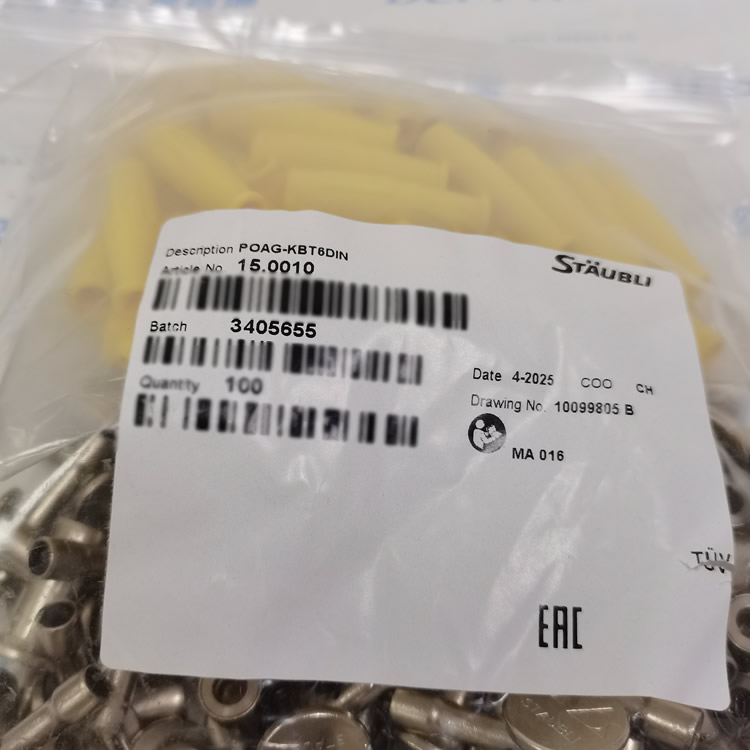 Description POAG-KBT6DIN
Article No. 15.0010
STÄUBLI
Batch 3405655
Quantity 100
Date 4-2025 COO CH
Drawing No. 10099805 B
MA 016
TÜV
EAC
STÄUBLI